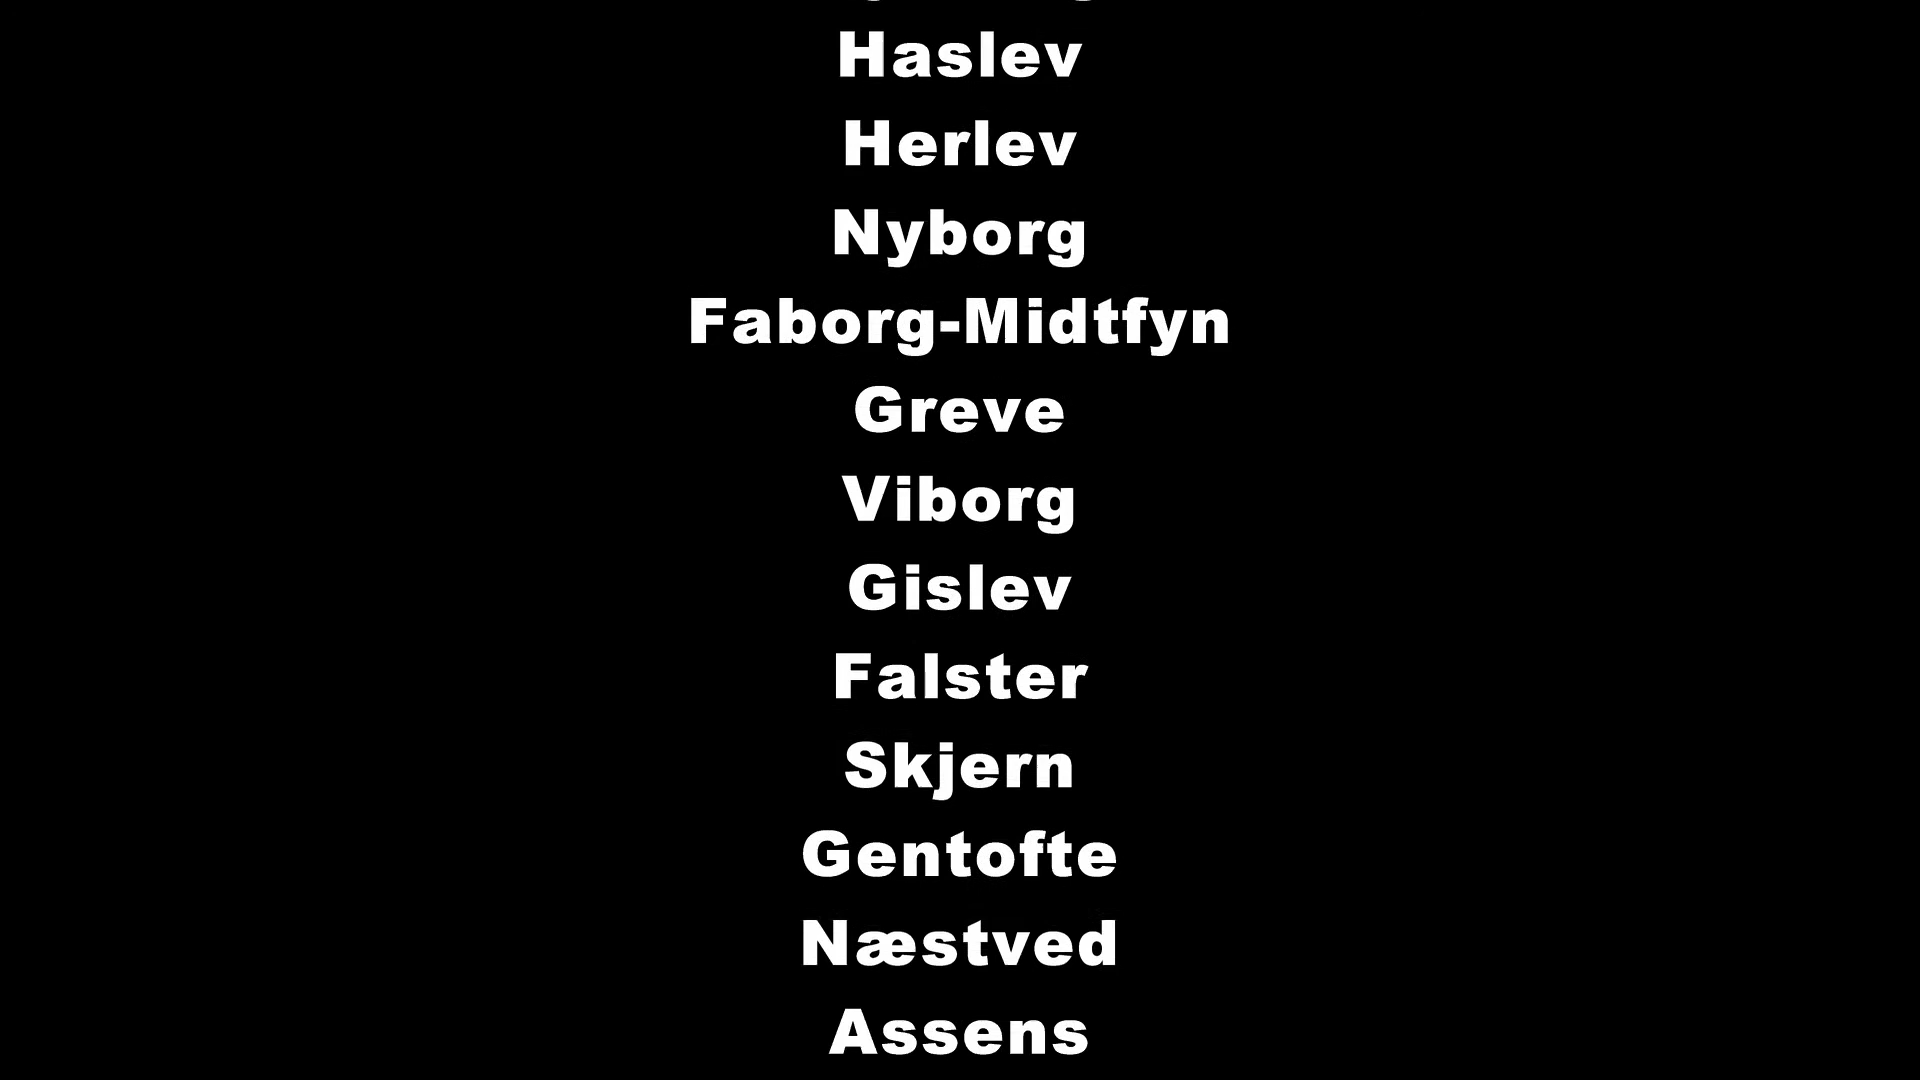 Haslev
Herlev
Nyborg
Faborg-Midtfyn
Greve
Viborg
Gislev
Falster
Skjern
Gentofte
Næstved
Assens